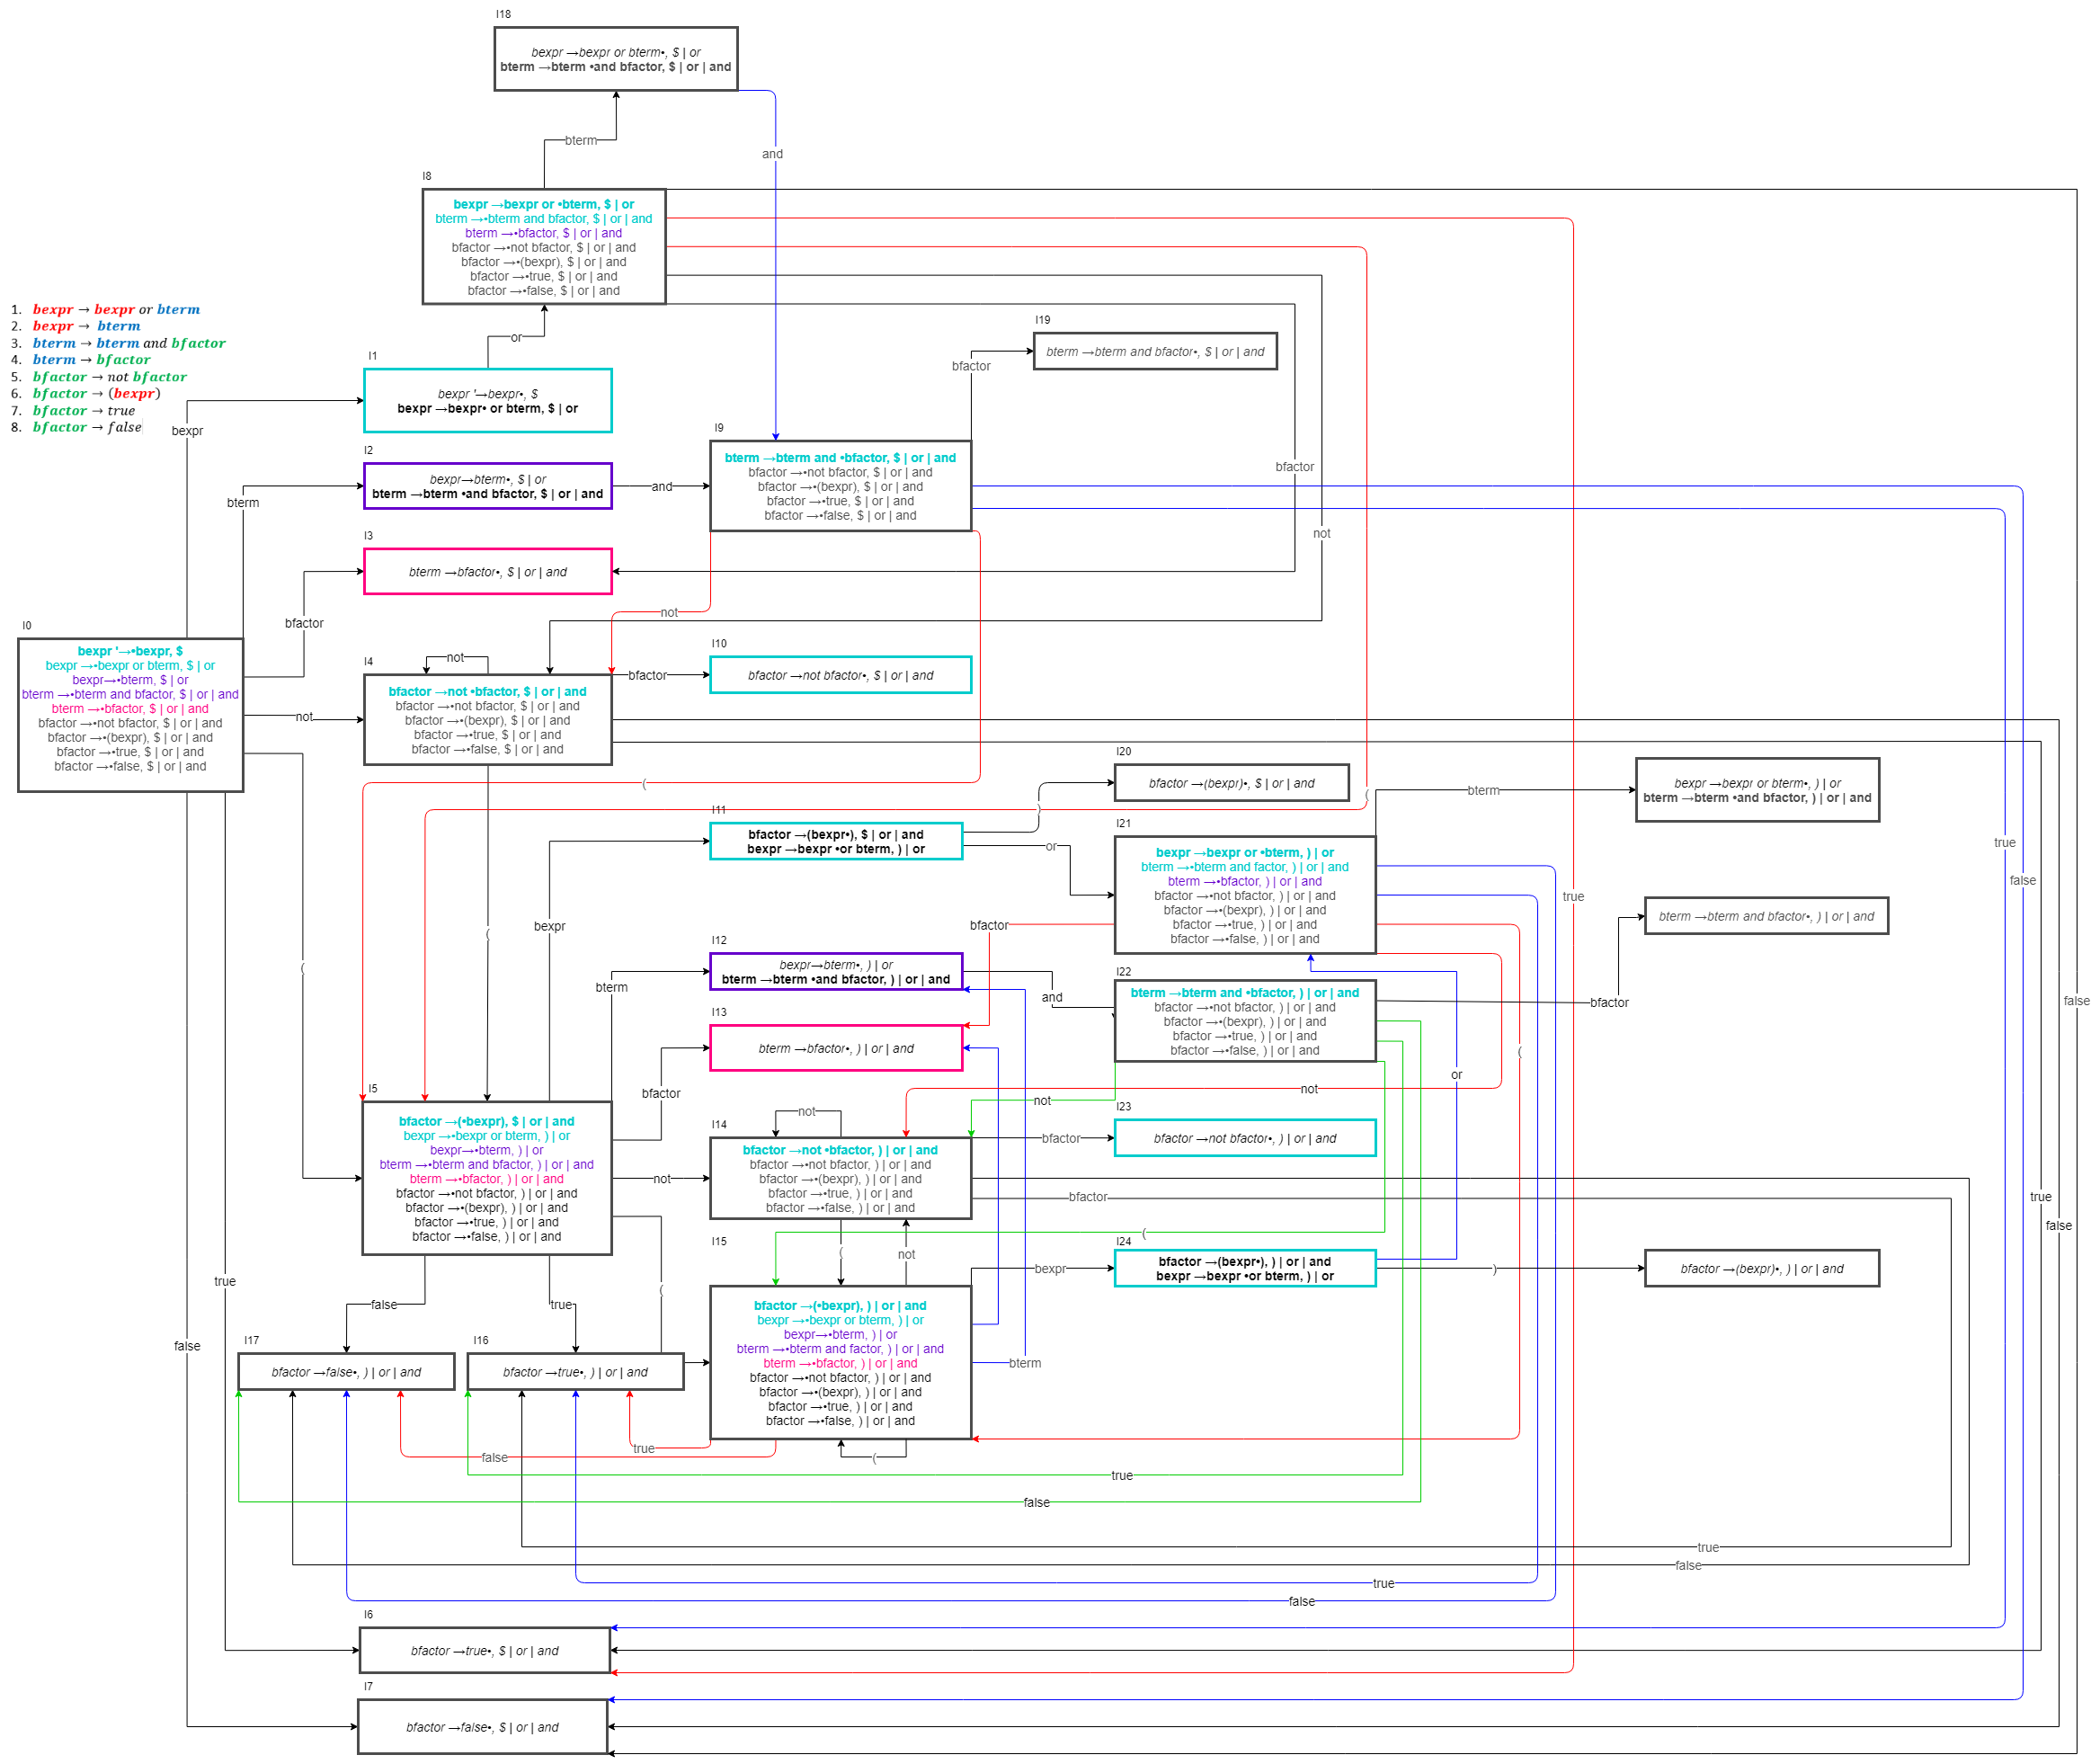 I18
bexpr →bexpr or bterm•, $ | or
bterm →bterm •and bfactor, $ | or | and
bterm
and
I8
bexpr →bexpr or •bterm, $ | or
bterm →•bterm and bfactor, $ | or | and
bterm →•bfactor, $ | or | and
bfactor →•not bfactor, $ | or | and
bfactor →•(bexpr), $ | or | and
bfactor →•true, $ | or | and
bfactor →•false, $ | or | and
1. bexpr → bexpr or bterm
2. bexpr → bterm
3. bterm → bterm and bfactor
4. bterm → bfactor
5. bfactor → not bfactor
6. bfactor → (bexpr)
7. bfactor → true
8. bfactor → false
or
I19
bterm →bterm and bfactor•, $ | or | and
bfactor
I1
bexpr '→bexpr•, $
bexpr →bexpr• or bterm, $ | or
bexpr
I9
bterm →bterm and •bfactor, $ | or | and
bfactor →•not bfactor, $ | or | and
bfactor →•(bexpr), $ | or | and
bfactor →•true, $ | or | and
bfactor →•false, $ | or | and
I2
bexpr→bterm•, $ | or
bterm →bterm •and bfactor, $ | or | and
and
bterm
bfactor
not
I3
bterm →bfactor•, $ | or | and
bfactor
not
I0
bexpr '→•bexpr, $
bexpr →•bexpr or bterm, $ | or
bexpr→•bterm, $ | or
bterm →•bterm and bfactor, $ | or | and
bterm →•bfactor, $ | or | and
bfactor →•not bfactor, $ | or | and
bfactor →•(bexpr), $ | or | and
bfactor →•true, $ | or | and
bfactor →•false, $ | or | and
not
I4
not
bfactor →not •bfactor, $ | or | and
bfactor →•not bfactor, $ | or | and
bfactor →•(bexpr), $ | or | and
bfactor →•true, $ | or | and
bfactor →•false, $ | or | and
bfactor
I10
bfactor →not bfactor•, $ | or | and
(
I20
bfactor →(bexpr)•, $ | or | and
(
)
bterm
bexpr →bexpr or bterm•, ) | or
bterm →bterm •and bfactor, ) | or | and
I11
bfactor →(bexpr•), $ | or | and
bexpr →bexpr •or bterm, ) | or
or
I21
bexpr →bexpr or •bterm, ) | or
bterm →•bterm and factor, ) | or | and
bterm →•bfactor, ) | or | and
bfactor →•not bfactor, ) | or | and
bfactor →•(bexpr), ) | or | and
bfactor →•true, ) | or | and
bfactor →•false, ) | or | and
true
true
false
bterm →bterm and bfactor•, ) | or | and
bexpr
bfactor
(
(
I12
bexpr→bterm•, ) | or
bterm →bterm •and bfactor, ) | or | and
bterm
and
I22
bterm →bterm and •bfactor, ) | or | and
bfactor →•not bfactor, ) | or | and
bfactor →•(bexpr), ) | or | and
bfactor →•true, ) | or | and
bfactor →•false, ) | or | and
bfactor
false
I13
bterm →bfactor•, ) | or | and
bfactor
(
or
not
not
I5
bfactor →(•bexpr), $ | or | and
bexpr →•bexpr or bterm, ) | or
bexpr→•bterm, ) | or
bterm →•bterm and bfactor, ) | or | and
bterm →•bfactor, ) | or | and
bfactor →•not bfactor, ) | or | and
bfactor →•(bexpr), ) | or | and
bfactor →•true, ) | or | and
bfactor →•false, ) | or | and
not
I14
not
bfactor →not •bfactor, ) | or | and
bfactor →•not bfactor, ) | or | and
bfactor →•(bexpr), ) | or | and
bfactor →•true, ) | or | and
bfactor →•false, ) | or | and
bfactor
I23
bfactor →not bfactor•, ) | or | and
bfactor
true
false
(
(
not
I15
bfactor →(•bexpr), ) | or | and
bexpr →•bexpr or bterm, ) | or
bexpr→•bterm, ) | or
bterm →•bterm and factor, ) | or | and
bterm →•bfactor, ) | or | and
bfactor →•not bfactor, ) | or | and
bfactor →•(bexpr), ) | or | and
bfactor →•true, ) | or | and
bfactor →•false, ) | or | and
bexpr
I24
bfactor →(bexpr•), ) | or | and
bexpr →bexpr •or bterm, ) | or
)
bfactor →(bexpr)•, ) | or | and
true
false
true
(
false
I17
bfactor →false•, ) | or | and
I16
bfactor →true•, ) | or | and
bterm
true
false
(
true
false
true
false
true
false
I6
bfactor →true•, $ | or | and
I7
bfactor →false•, $ | or | and